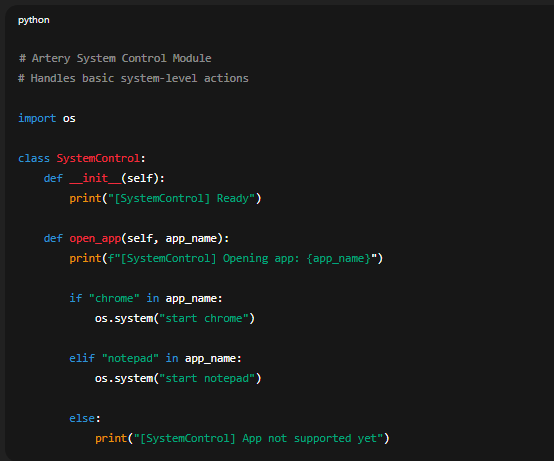 python
# Artery System Control Module
# Handles basic system-level actions
import os
class SystemControl:
    def __init__(self):
        print("[SystemControl] Ready")
    def open_app(self, app_name):
        print(f"[SystemControl] Opening app: {app_name}")
        if "chrome" in app_name:
            os.system("start chrome")
        elif "notepad" in app_name:
            os.system("start notepad")
        else:
            print("[SystemControl] App not supported yet")